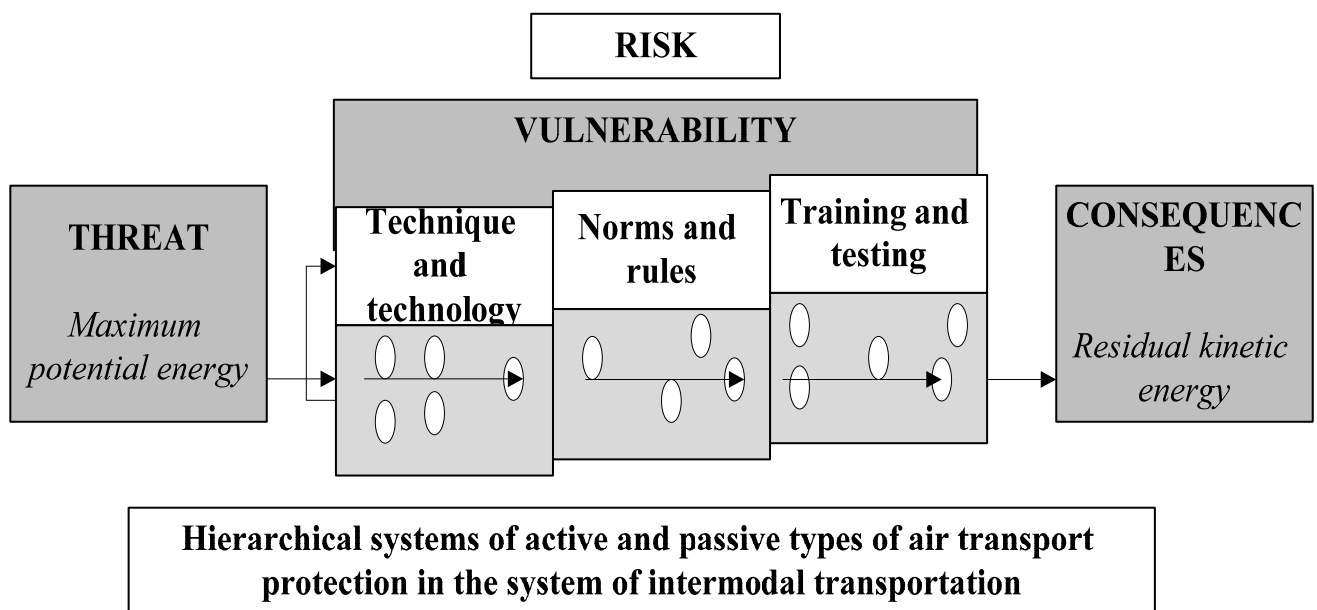 RISK
VULNERABILITY
THREAT
Maximum
potential energy
Technique
and
technology
Norms and
rules
Training and
testing
CONSEQUENC
ES
Residual kinetic
energy
Hierarchical systems of active and passive types of air transport
protection in the system of intermodal transportation